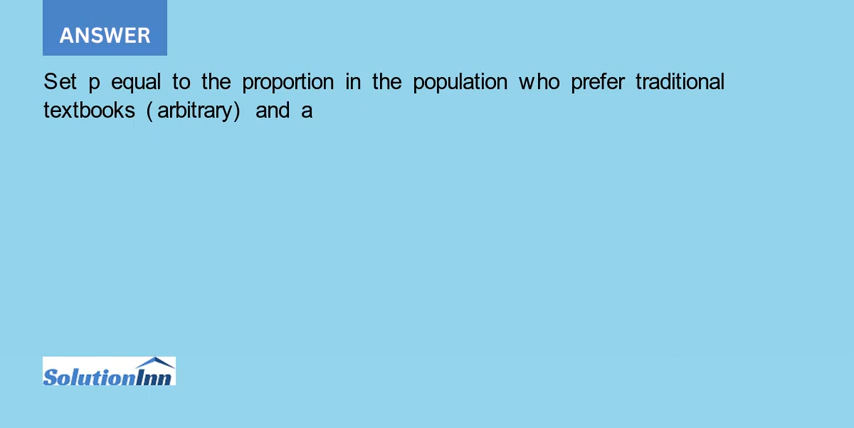 ANSWER
Set p equal to the proportion in the population who prefer traditional
textbooks (arbitrary) and a
SolutionInn